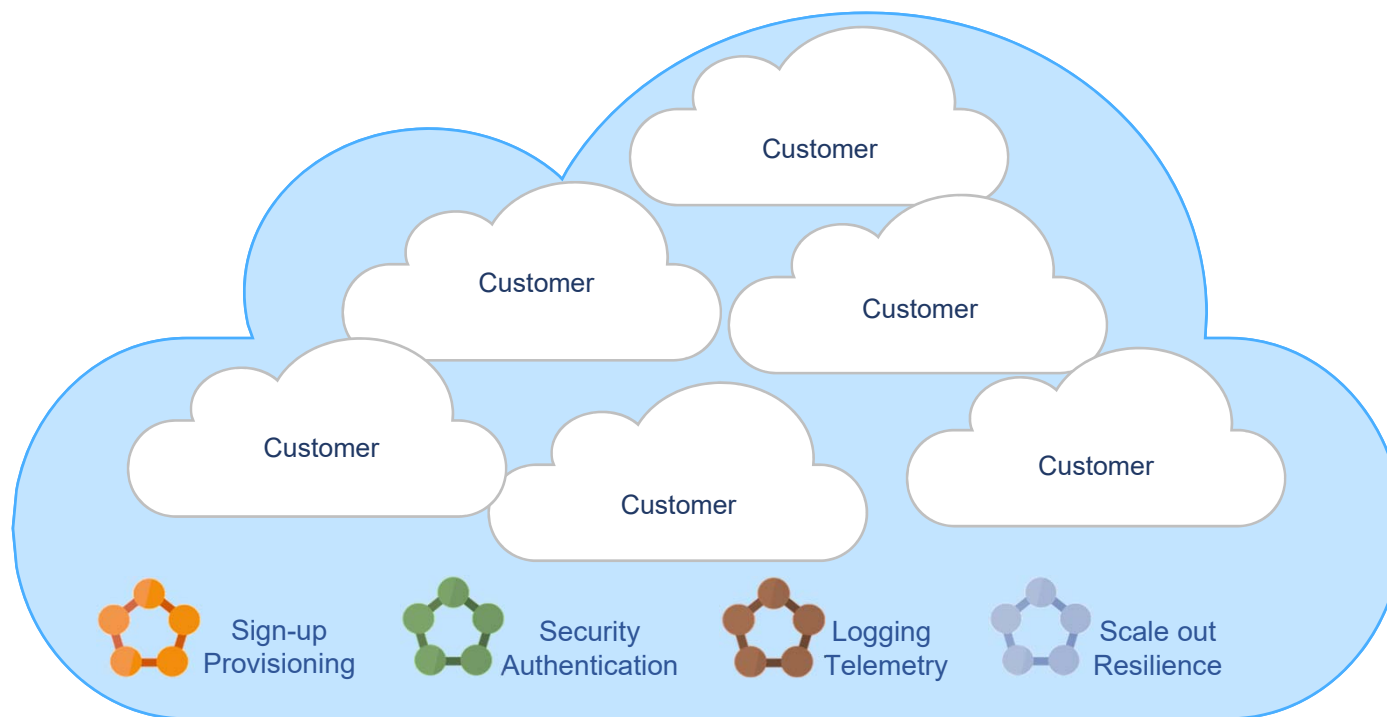 Customer
Customer
Customer
Customer
Customer
Customer
Sign-up
Provisioning
Security
Authentication
Logging
Telemetry
Scale out
Resilience